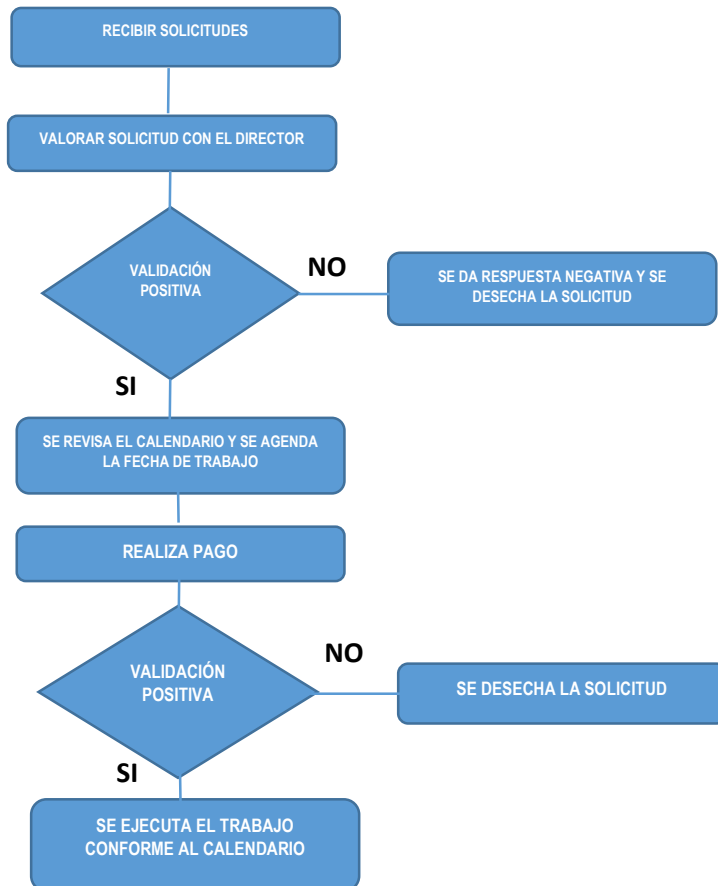 RECIBIR SOLICITUDES
VALORAR SOLICITUD CON EL DIRECTOR
VALIDACIÓN
POSITIVA
NO
SE DA RESPUESTA NEGATIVA Y SE
DESECHA LA SOLICITUD
SI
SE REVISA EL CALENDARIO Y SE AGENDA
LA FECHA DE TRABAJO
REALIZA PAGO
VALIDACIÓN
POSITIVA
NO
SE DESECHA LA SOLICITUD
SI
SE EJECUTA EL TRABAJO
CONFORME AL CALENDARIO